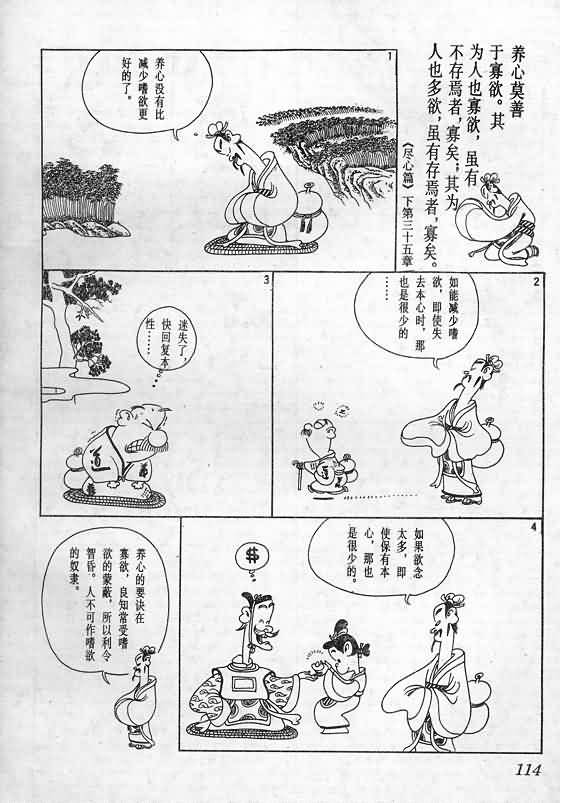 养心莫善
于寡欲。其
为人也寡欲，虽有
不存焉者，寡矣；其为
人也多欲，虽有存焉者，寡矣。
《尽心篇》下第三十五章
1
养心没有比
减少嗜欲更
好的了。
2
如能减少嗜
欲，即使失
去本心时，那
也是很少的
……
3
迷失了，
快回复本
性……
道
4
如果欲念
太多，即
使保有本
心，那也
是很少的。
$
养心的要诀在
寡欲，良知常受嗜
欲的蒙蔽，所以利令
智昏。人不可作嗜欲
的奴隶。
114